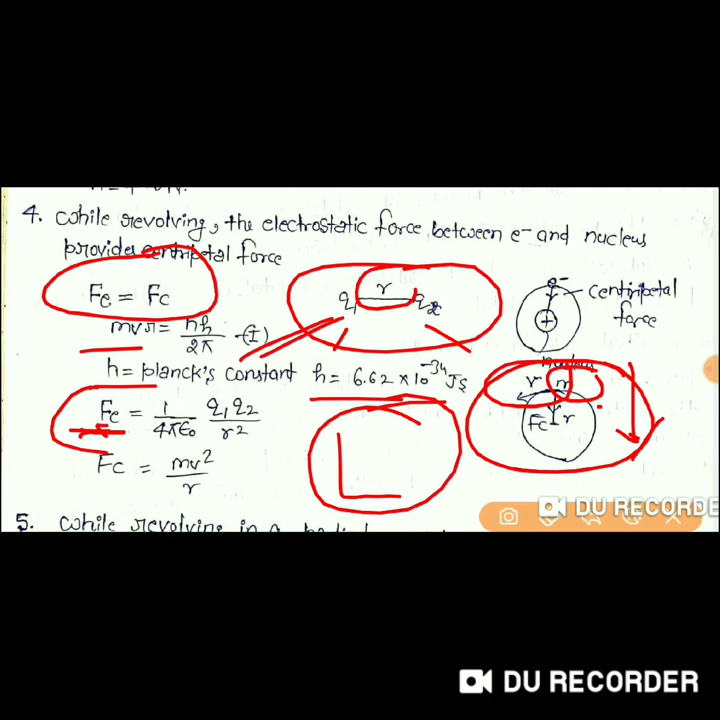 4. While revolving, the electrostatic force between e⁻ and nucleus
provide centripetal force
Fe = Fc
q₁ r q₂
e⁻
centripetal
force
+
mvr = nh/2π -(I)
nucleus
h = planck's constant h = 6.62 × 10⁻³⁴ Js
r m
Fe = 1/4πε₀ q₁q₂/r²
Fc r
Fc = mv²/r
L
5. While revolving in a
DU RECORDER
DU RECORDER